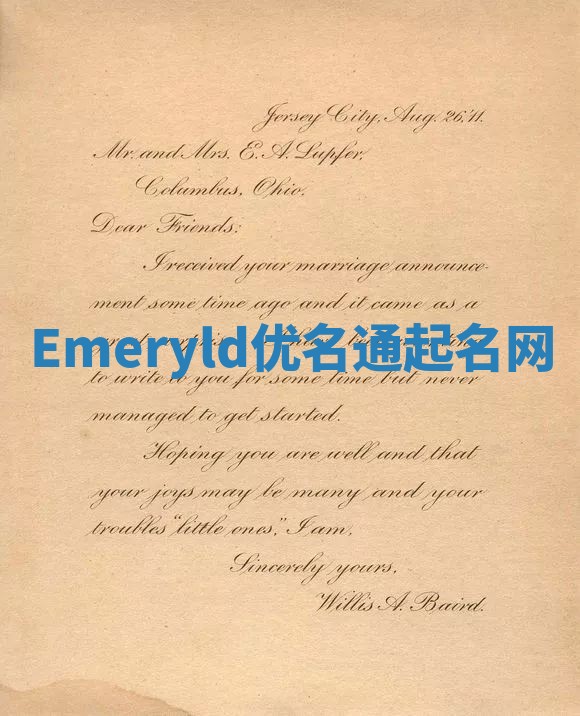 Jersey City, Aug. 26, '11.
Mr. and Mrs. E. A. Lupfer,
Columbus, Ohio.
Dear Friends:
I received your marriage announce-
ment some time ago and it came as a
Emeryld优名通起名网
to write to you for some time but never
managed to get started.
Hoping you are well and that
your joys may be many and your
troubles "little ones," I am,
Sincerely yours,
Willis A. Baird.